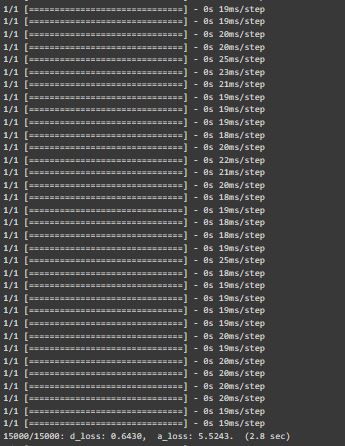 1/1 [==============================] - 0s 19ms/step
1/1 [==============================] - 0s 19ms/step
1/1 [==============================] - 0s 20ms/step
1/1 [==============================] - 0s 20ms/step
1/1 [==============================] - 0s 25ms/step
1/1 [==============================] - 0s 23ms/step
1/1 [==============================] - 0s 21ms/step
1/1 [==============================] - 0s 19ms/step
1/1 [==============================] - 0s 19ms/step
1/1 [==============================] - 0s 19ms/step
1/1 [==============================] - 0s 18ms/step
1/1 [==============================] - 0s 20ms/step
1/1 [==============================] - 0s 22ms/step
1/1 [==============================] - 0s 21ms/step
1/1 [==============================] - 0s 20ms/step
1/1 [==============================] - 0s 18ms/step
1/1 [==============================] - 0s 19ms/step
1/1 [==============================] - 0s 18ms/step
1/1 [==============================] - 0s 18ms/step
1/1 [==============================] - 0s 19ms/step
1/1 [==============================] - 0s 25ms/step
1/1 [==============================] - 0s 18ms/step
1/1 [==============================] - 0s 19ms/step
1/1 [==============================] - 0s 19ms/step
1/1 [==============================] - 0s 19ms/step
1/1 [==============================] - 0s 19ms/step
1/1 [==============================] - 0s 20ms/step
1/1 [==============================] - 0s 20ms/step
1/1 [==============================] - 0s 20ms/step
1/1 [==============================] - 0s 20ms/step
1/1 [==============================] - 0s 20ms/step
1/1 [==============================] - 0s 20ms/step
1/1 [==============================] - 0s 19ms/step
15000/15000: d_loss: 0.6430,  a_loss: 5.5243.  (2.8 sec)